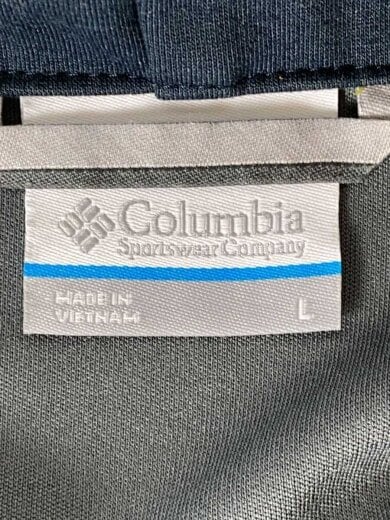 Columbia
Sportswear Company
MADE IN
VIETNAM
L